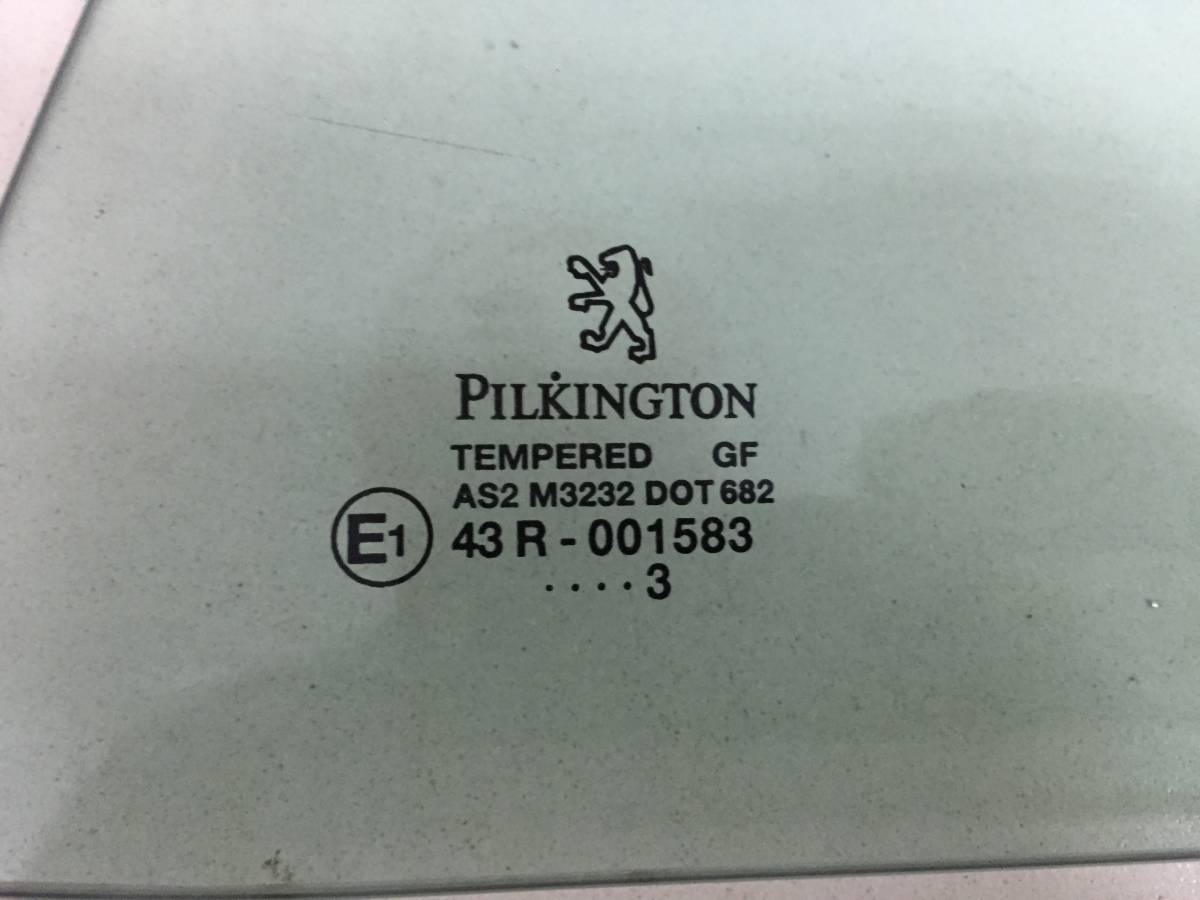 PILKINGTON
TEMPERED GF
AS2 M3232 DOT 682
E1 43 R - 001583
. . . . 3